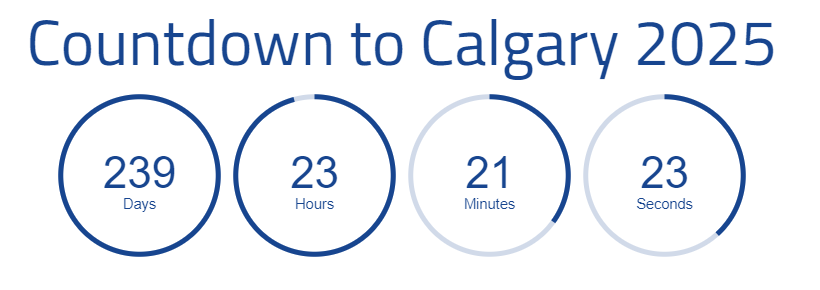 Countdown to Calgary 2025
239 23 21 23
Days Hours Minutes Seconds